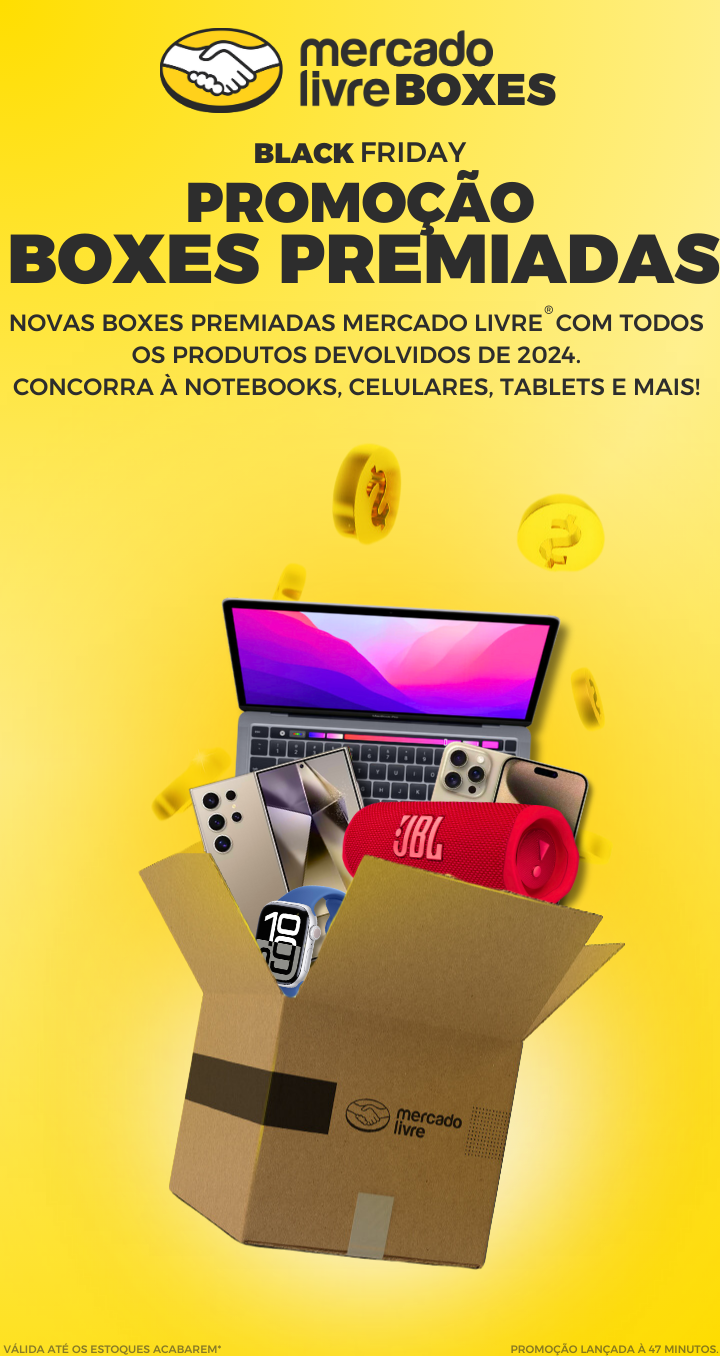 mercado
livre BOXES
BLACK FRIDAY
PROMOÇÃO
BOXES PREMIADAS
NOVAS BOXES PREMIADAS MERCADO LIVRE® COM TODOS
OS PRODUTOS DEVOLVIDOS DE 2024.
CONCORRA À NOTEBOOKS, CELULARES, TABLETS E MAIS!
JBL
10
09
mercado
livre
VÁLIDA ATÉ OS ESTOQUES ACABAREM*
PROMOÇÃO LANÇADA À 47 MINUTOS.